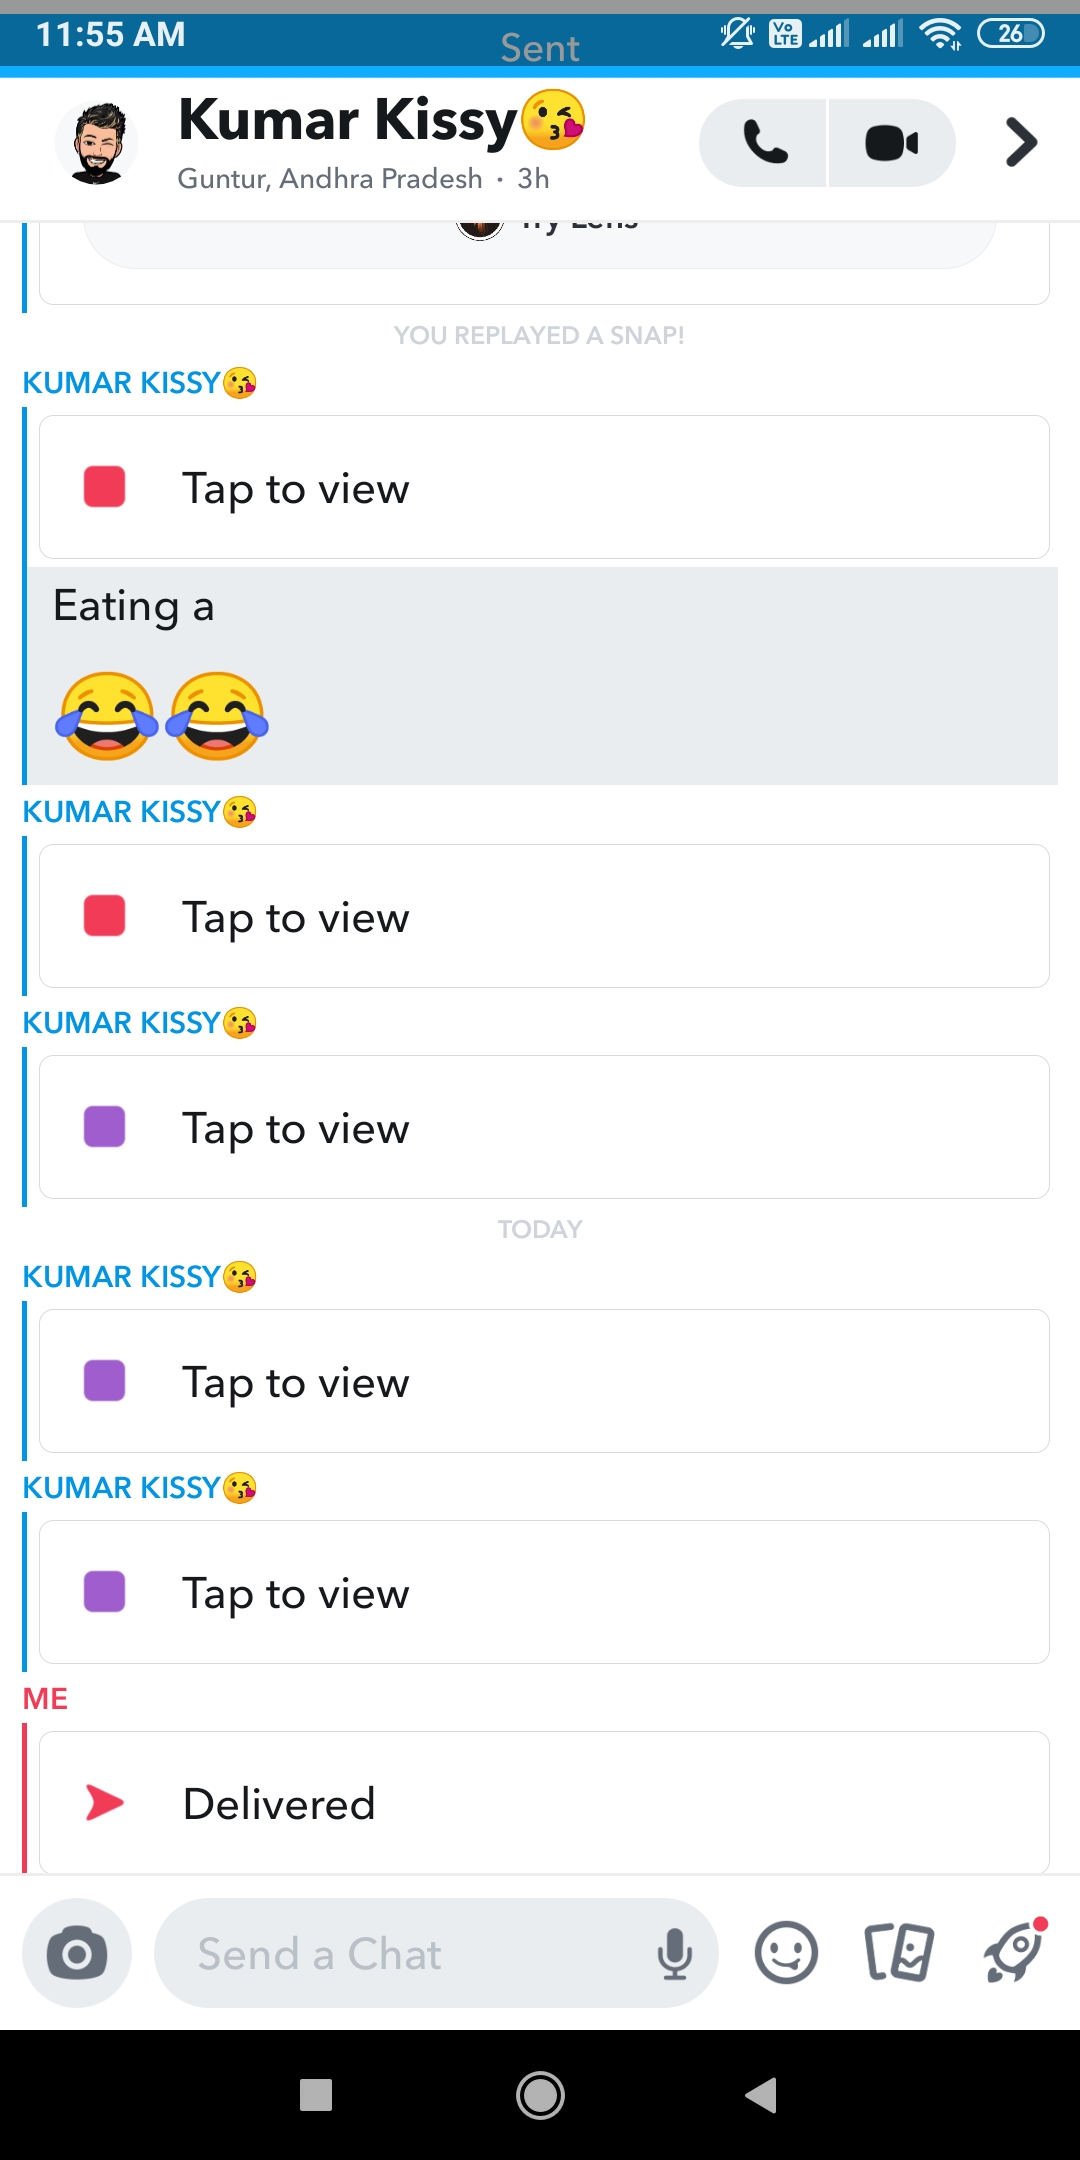 11:55 AM
Sent
Vo LTE
26
Kumar Kissy😘
Guntur, Andhra Pradesh · 3h
Try Lens
YOU REPLAYED A SNAP!
KUMAR KISSY😘
Tap to view
Eating a
😂😂
KUMAR KISSY😘
Tap to view
KUMAR KISSY😘
Tap to view
TODAY
KUMAR KISSY😘
Tap to view
KUMAR KISSY😘
Tap to view
ME
Delivered
Send a Chat